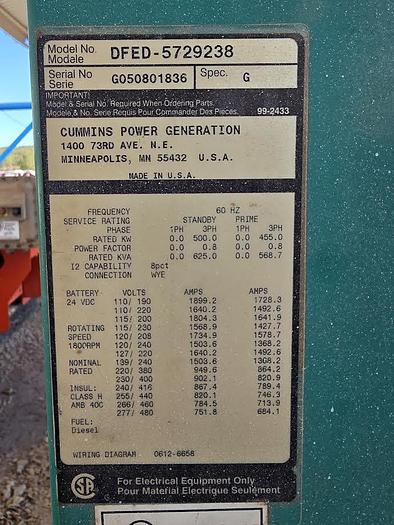 Model No. DFED-5729238
Modale
Serial No G050801836 Spec. G
Serie
IMPORTANT!
Model & Serial No. Required When Ordering Parts.
Modele & No. Serie Requis Pour Commander Des Pieces. 99-2433
CUMMINS POWER GENERATION
1400 73RD AVE. N.E.
MINNEAPOLIS, MN 55432 U.S.A.
MADE IN U.S.A.
FREQUENCY 60 HZ
SERVICE RATING STANDBY PRIME
PHASE 1PH 3PH 1PH 3PH
RATED KW 0.0 500.0 0.0 455.0
POWER FACTOR 0.0 0.8 0.0 0.8
RATED KVA 0.0 625.0 0.0 568.7
I2 CAPABILITY 8pct
CONNECTION WYE
BATTERY VOLTAGE AMPS AMPS
24 VDC 110/ 190 1899.2 1728.3
110/ 220 1640.2 1492.6
115/ 200 1804.3 1641.9
ROTATING 115/ 230 1568.9 1427.7
SPEED 120/ 208 1734.9 1578.7
1800RPM 120/ 240 1503.6 1368.2
127/ 220 1640.2 1492.6
NOMINAL 139/ 240 1503.6 1368.2
RATED 220/ 380 949.6 864.2
230/ 400 902.1 820.9
INSUL: 240/ 416 867.4 789.4
CLASS H 255/ 440 820.1 746.3
AMB 40C 266/ 460 784.5 713.9
277/ 480 751.8 684.1
FUEL:
Diesel
WIRING DIAGRAM 0612-6658
For Electrical Equipment Only
Pour Material Electrique Seulement